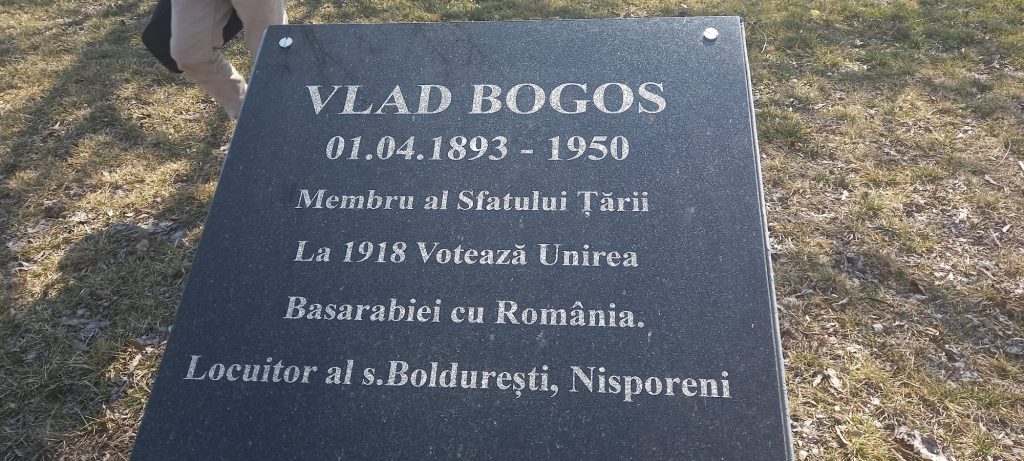 VLAD BOGOS
01.04.1893 - 1950
Membru al Sfatului Țării
La 1918 Votează Unirea
Basarabiei cu România.
Locuitor al s.Boldurești, Nisporeni